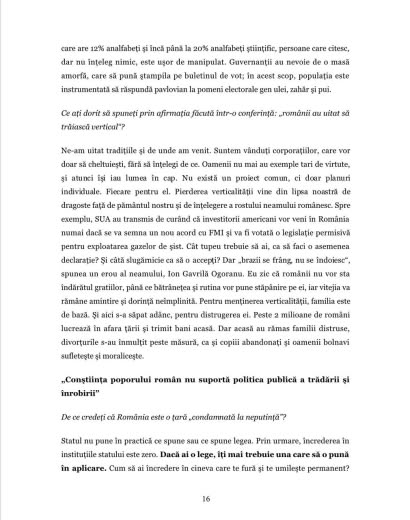 care are 12% analfabeți și încă până la 20% analfabeți științific, persoane care citesc,
dar nu înțeleg nimic, este ușor de manipulat. Guvernanții au nevoie de o masă
amorfă, care să pună ștampila pe buletinul de vot; în acest scop, populația este
instrumentată să răspundă pavlovian la pomeni electorale gen ulei, zahăr și pui.
Ce ați dorit să spuneți prin afirmația făcută într-o conferință: „românii au uitat să
trăiască vertical”?
Ne-am uitat tradițiile și de unde am venit. Suntem vânduți corporațiilor, care vor
doar să cheltuiești, fără să înțelegi de ce. Oamenii nu mai au exemple tari de virtute,
și atunci își iau lumea în cap. Nu există un proiect comun, ci doar planuri
individuale. Fiecare pentru el. Pierderea verticalității vine din lipsa noastră de
dragoste față de pământul nostru și de înțelegere a rostului neamului românesc. Spre
exemplu, SUA au transmis de curând că investitorii americani vor veni în România
numai dacă se va semna un nou acord cu FMI și va fi votată o legislație permisivă
pentru exploatarea gazelor de șist. Cât tupeu trebuie să ai, ca să faci o asemenea
declarație? Și câtă slugărnicie ca să o accepți? Dar „brazii se frâng, nu se îndoiesc”,
spunea un erou al neamului, Ion Gavrilă Ogoranu. Eu zic că românii nu vor sta
îndărătul gratiilor, până ce bătrânețea și rutina vor pune stăpânire pe ei, iar vitejia va
rămâne amintire și dorință neîmplinită. Pentru menținerea verticalității, familia este
de bază. Și aici s-a săpat adânc, pentru distrugerea ei. Peste 2 milioane de români
lucrează în afara țării și trimit bani acasă. Dar acasă au rămas familii distruse,
divorțurile s-au înmulțit peste măsură, ca și copiii abandonați și oamenii bolnavi
sufletește și moralicește.
„Conștiința poporului român nu suportă politica publică a trădării și
înrobirii”
De ce credeți că România este o țară „condamnată la neputință”?
Statul nu pune în practică ce spune sau ce spune legea. Prin urmare, încrederea în
instituțiile statului este zero. Dacă ai o lege, îți mai trebuie una care să o pună
în aplicare. Cum să ai încredere în cineva care te fură și te umilește permanent?
16